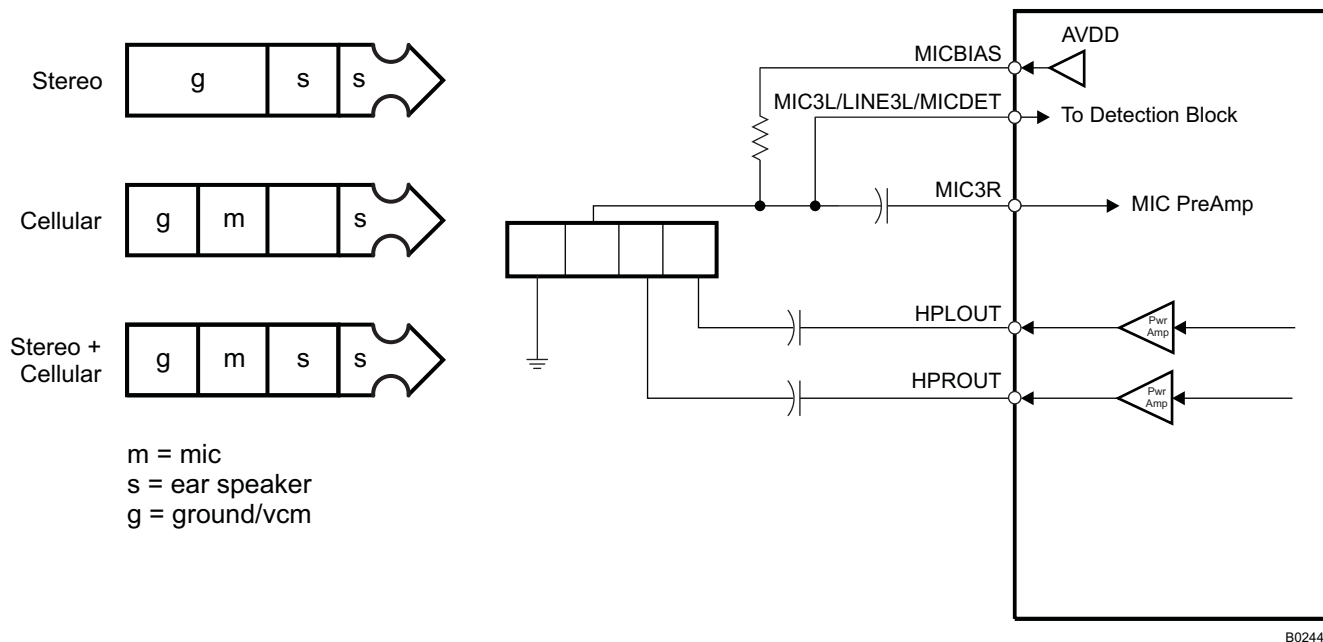 Stereo
g s s
Cellular
g m s
Stereo +
Cellular
g m s s
m = mic
s = ear speaker
g = ground/vcm
MICBIAS
AVDD
MIC3L/LINE3L/MICDET
To Detection Block
MIC3R
MIC PreAmp
HPLOUT
Pwr
Amp
HPROUT
Pwr
Amp
B0244